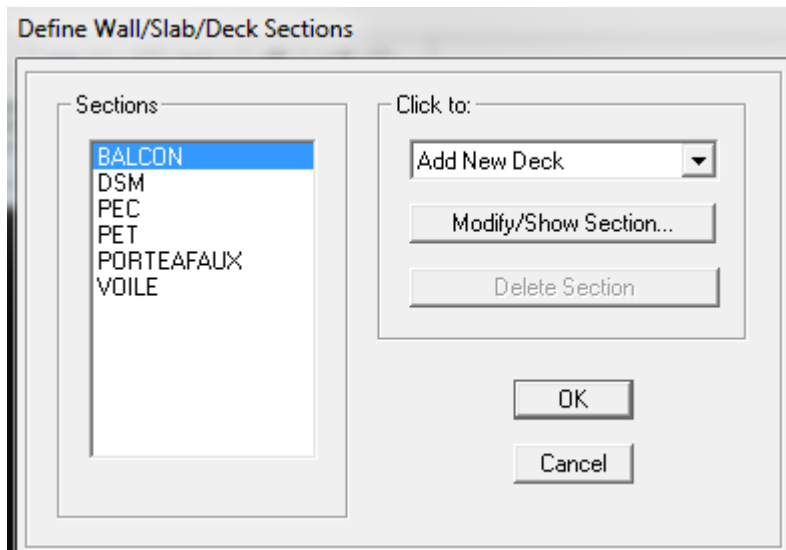 Define Wall/Slab/Deck Sections
Sections
BALCON
DSM
PEC
PET
PORTEAFAUX
VOILE
Click to:
Add New Deck
Modify/Show Section...
Delete Section
OK
Cancel